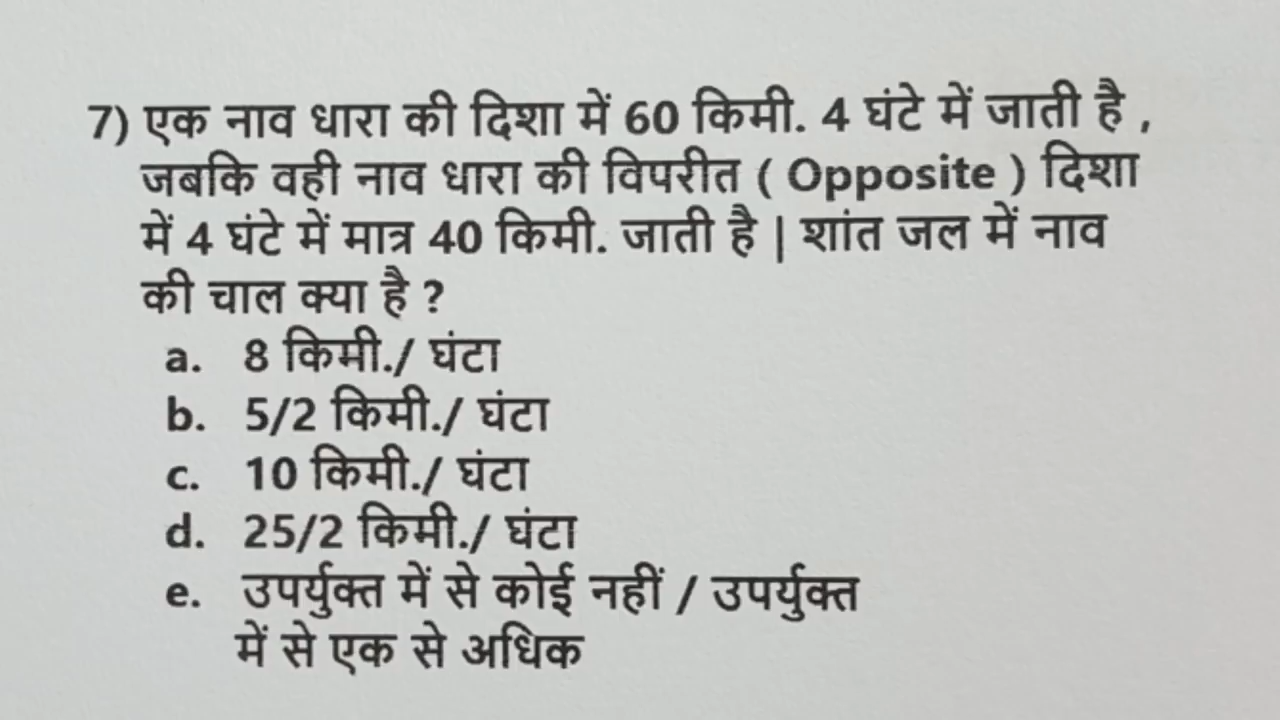 7) एक नाव धारा की दिशा में 60 किमी. 4 घंटे में जाती है ,
जबकि वही नाव धारा की विपरीत ( Opposite ) दिशा
में 4 घंटे में मात्र 40 किमी. जाती है | शांत जल में नाव
की चाल क्या है ?
a. 8 किमी./ घंटा
b. 5/2 किमी./ घंटा
c. 10 किमी./ घंटा
d. 25/2 किमी./ घंटा
e. उपर्युक्त में से कोई नहीं / उपर्युक्त
में से एक से अधिक